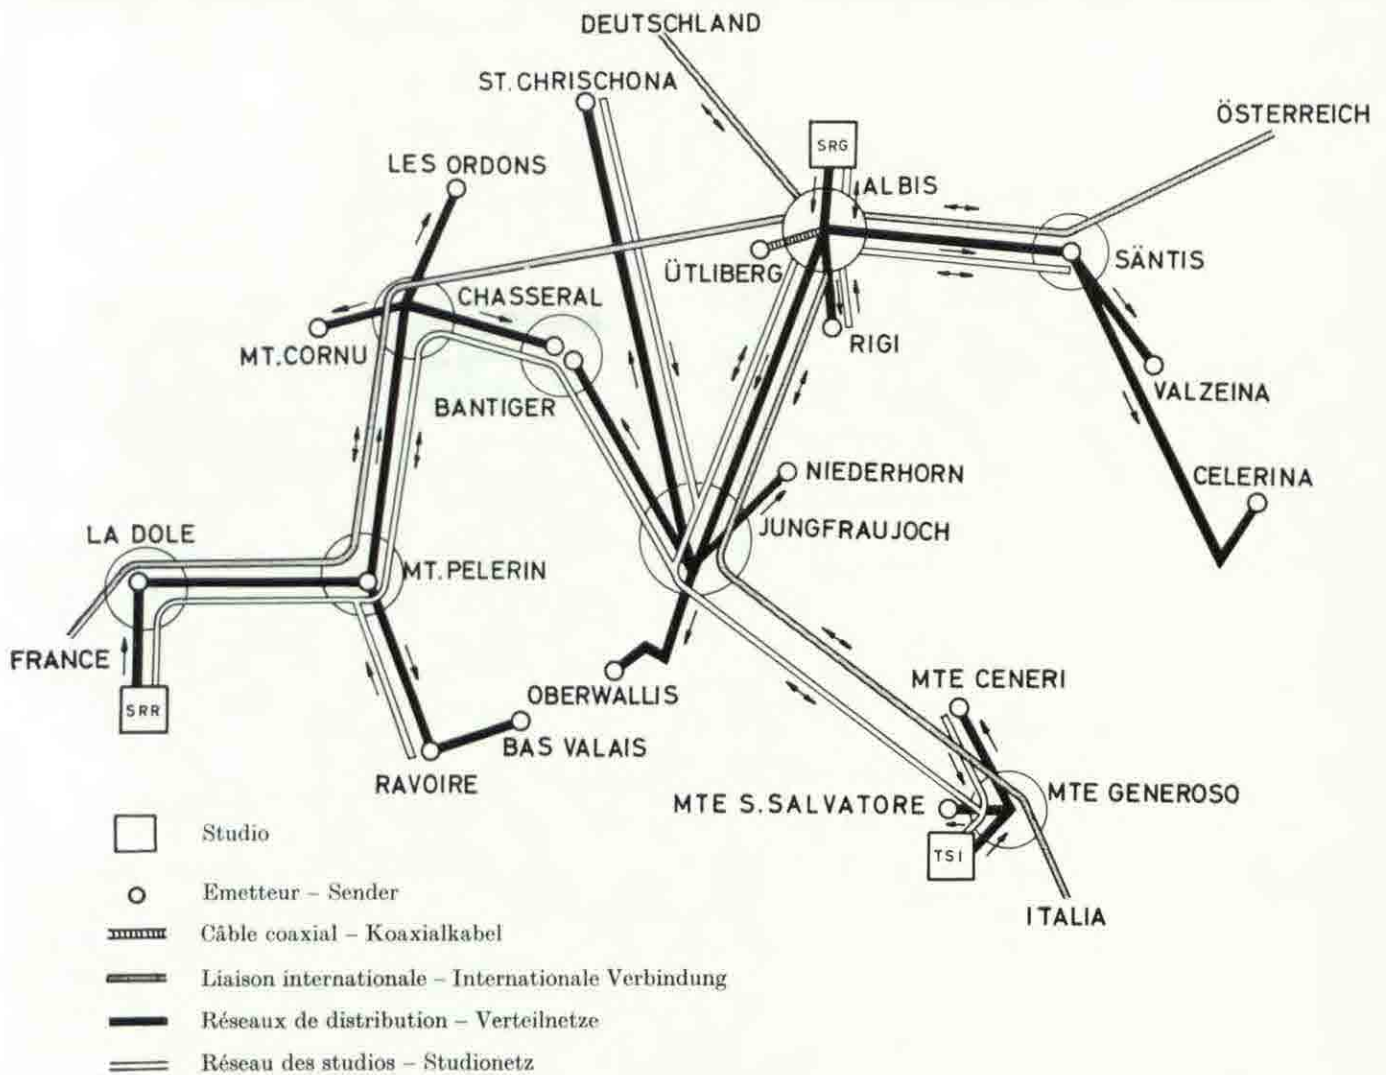 DEUTSCHLAND
ST. CHRISCHONA
ÖSTERREICH
SRG
LES ORDONS
ALBIS
ÜTLIBERG
SÄNTIS
CHASSERAL
MT. CORNU
RIGI
VALZEINA
BANTIGER
NIEDERHORN
CELERINA
LA DOLE
JUNGFRAUJOCH
MT. PELERIN
FRANCE
MTE CENERI
OBERWALLIS
SRR
BAS VALAIS
RAVOIRE
MTE S. SALVATORE
MTE GENEROSO
TSI
ITALIA
Studio
Emetteur – Sender
Câble coaxial – Koaxialkabel
Liaison internationale – Internationale Verbindung
Réseaux de distribution – Verteilnetze
Réseau des studios – Studionetz